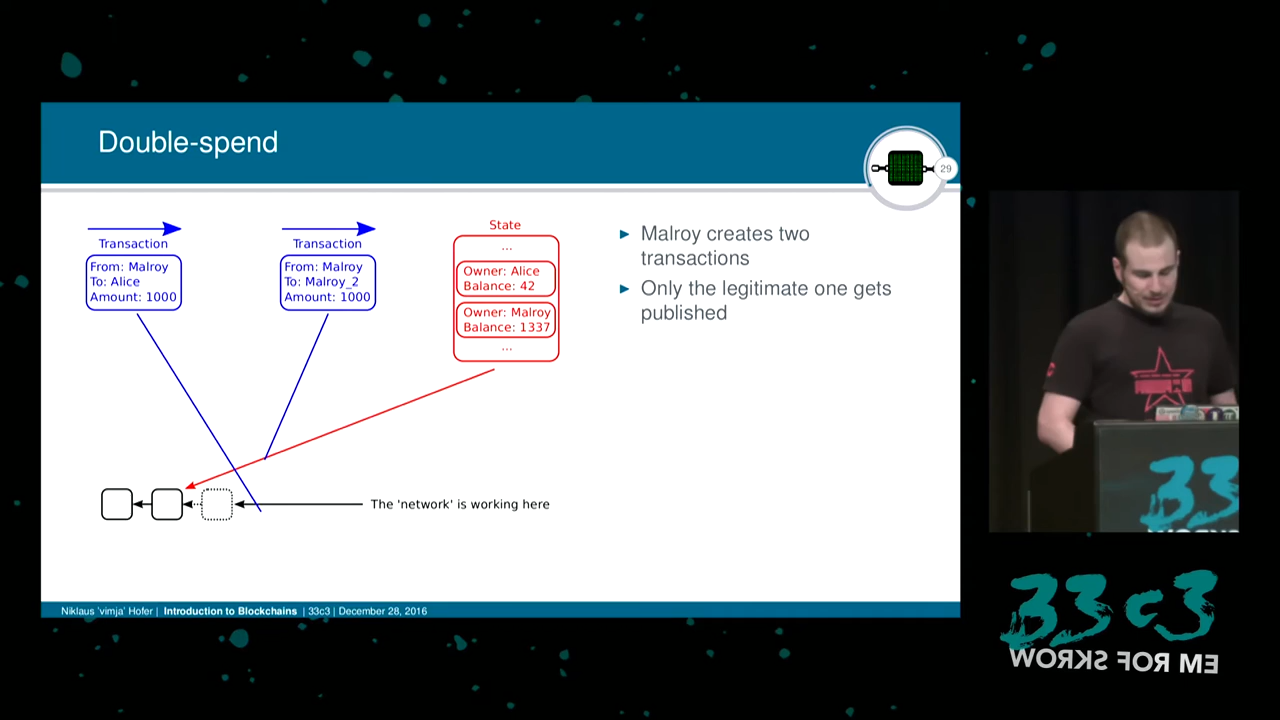 Double-spend
29
Transaction
From: Malroy
To: Alice
Amount: 1000
Transaction
From: Malroy
To: Malroy_2
Amount: 1000
State
...
Owner: Alice
Balance: 42
Owner: Malroy
Balance: 1337
...
Malroy creates two
transactions
Only the legitimate one gets
published
The 'network' is working here
Niklaus 'vimja' Hofer | Introduction to Blockchains | 33c3 | December 28, 2016
33
33c3
WORKS FOR ME